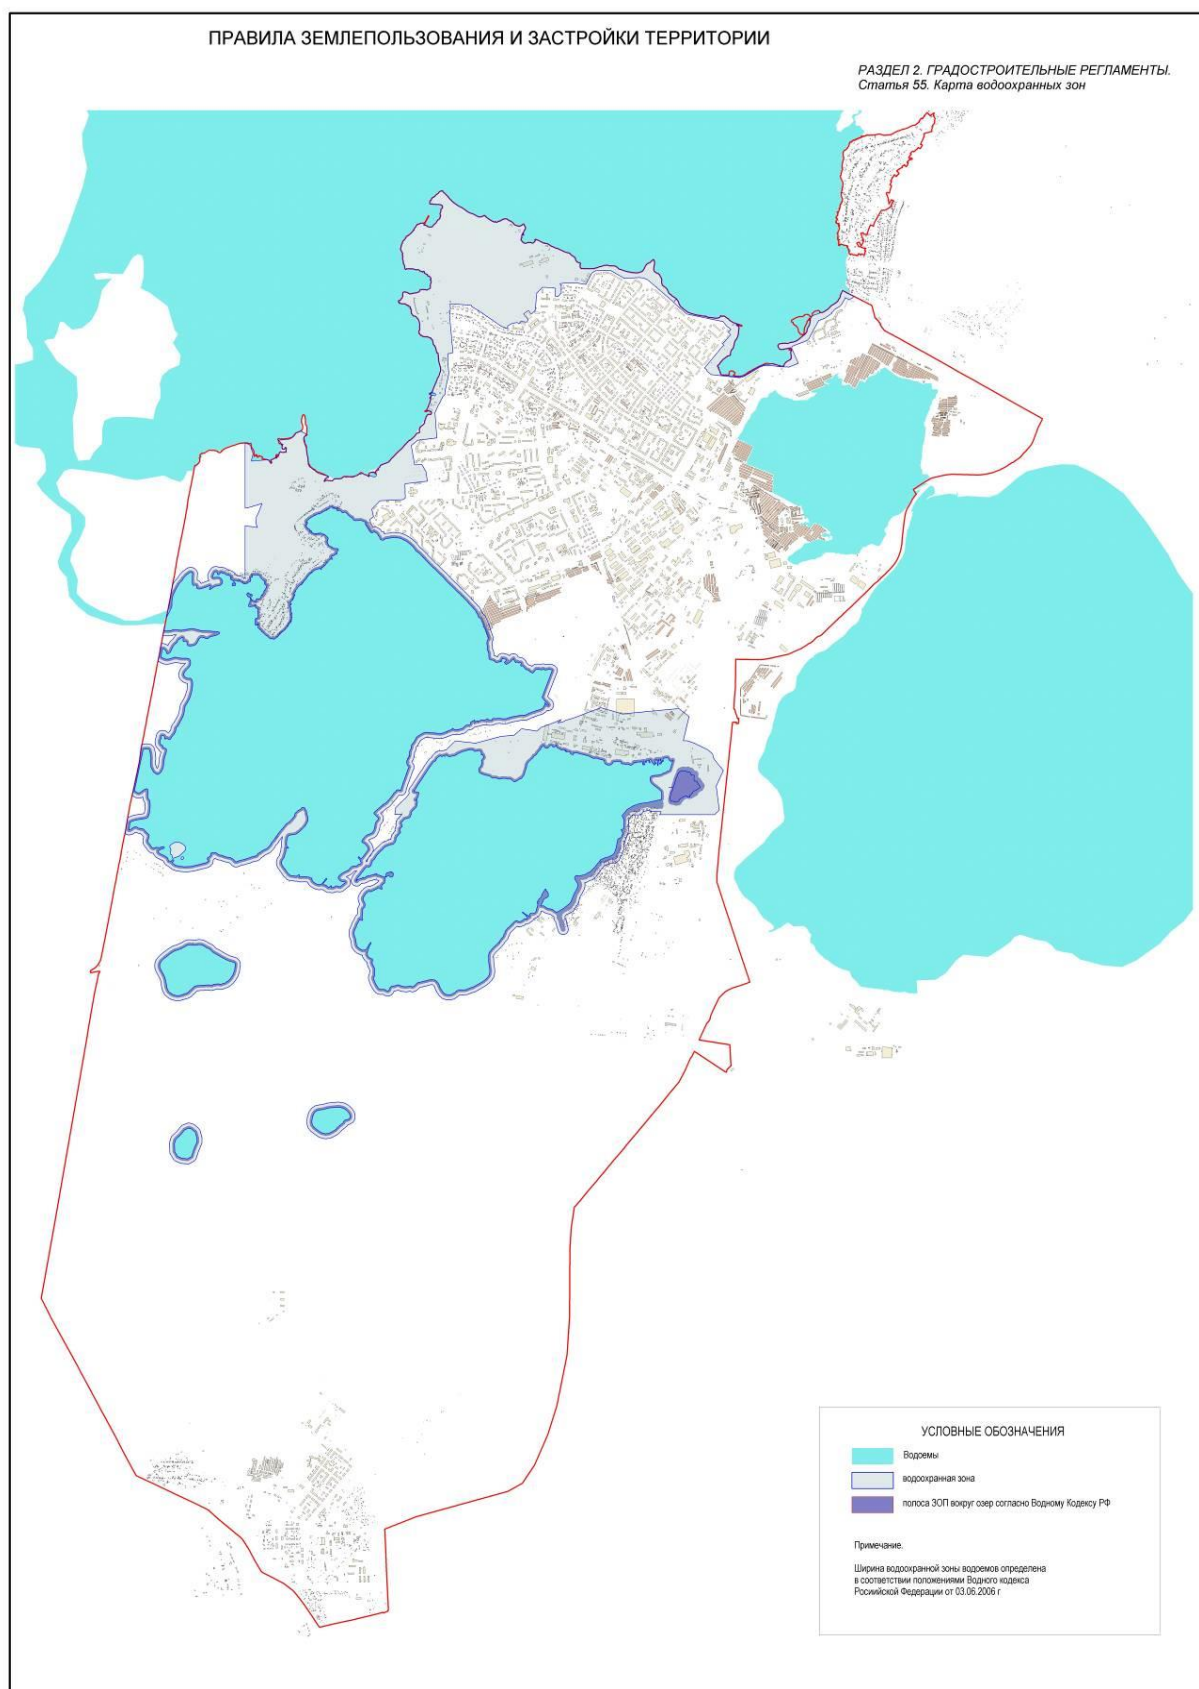 ПРАВИЛА ЗЕМЛЕПОЛЬЗОВАНИЯ И ЗАСТРОЙКИ ТЕРРИТОРИИ
РАЗДЕЛ 2. ГРАДОСТРОИТЕЛЬНЫЕ РЕГЛАМЕНТЫ.
Статья 55. Карта водоохранных зон
УСЛОВНЫЕ ОБОЗНАЧЕНИЯ
Водоемы
водоохранная зона
полоса ЗОП вокруг озер согласно Водному Кодексу РФ
Примечание.
Ширина водоохранной зоны водоемов определена
в соответствии положениями Водного кодекса
Росиийской Федерации от 03.06.2006 г